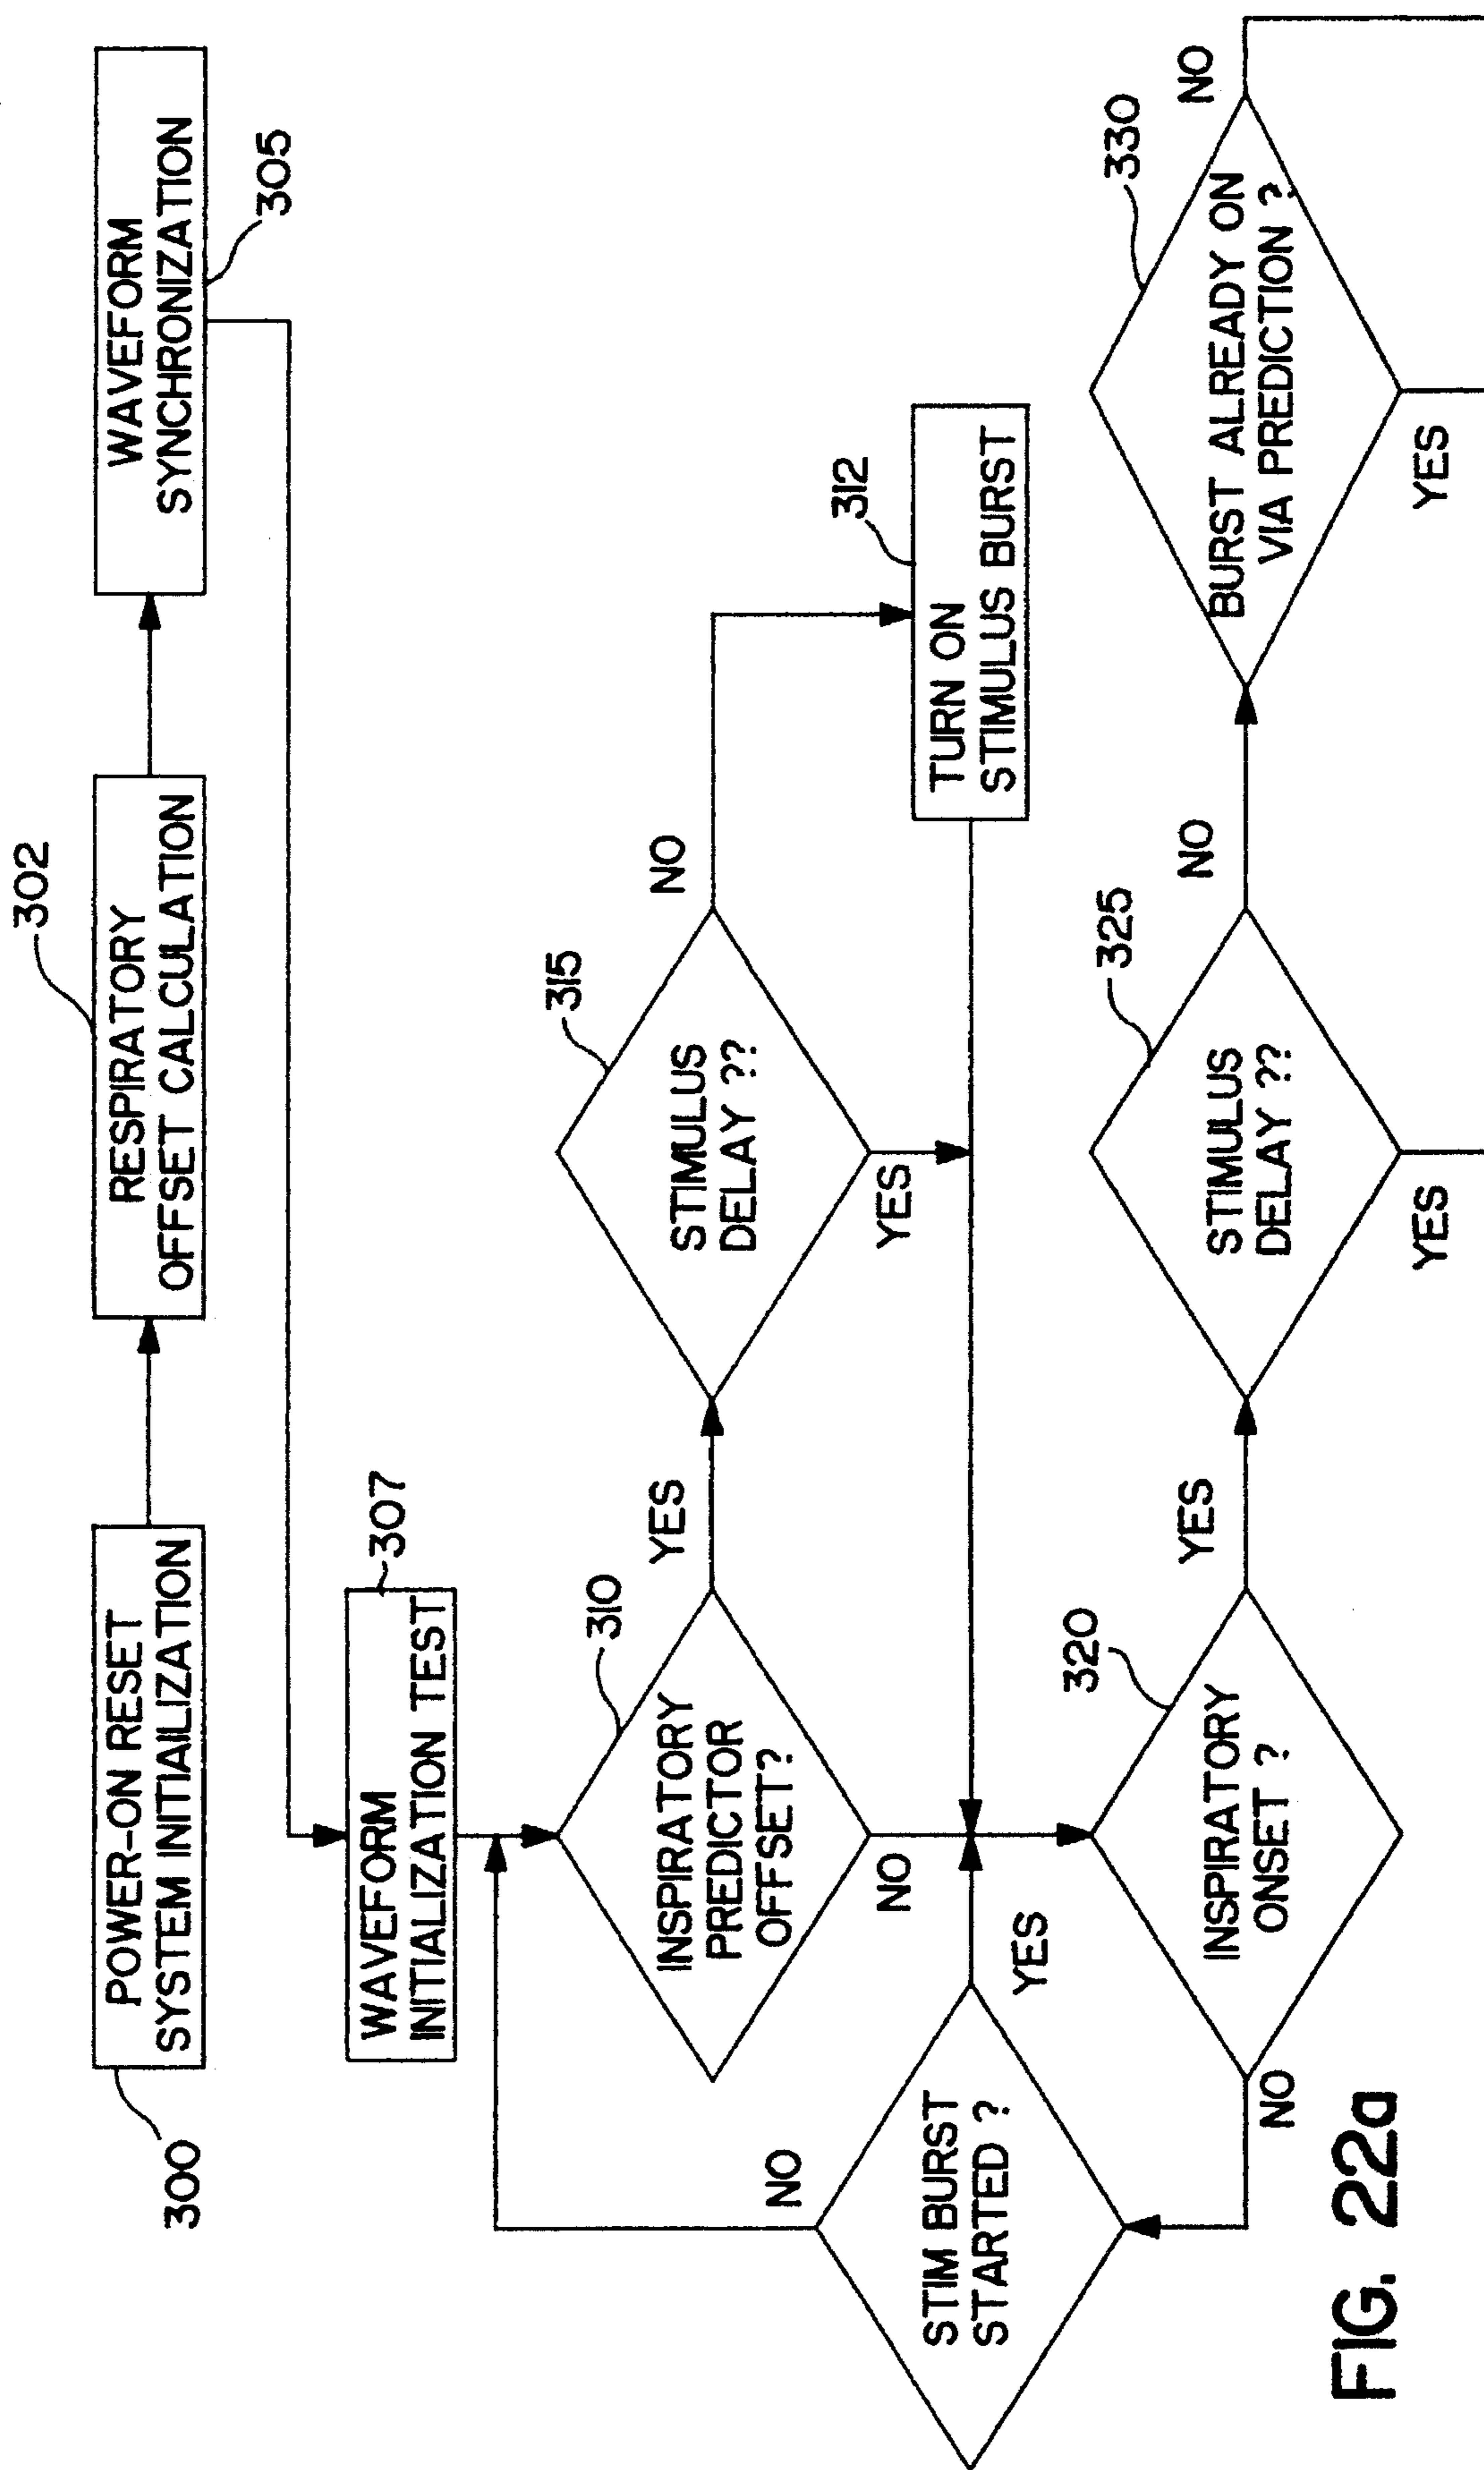 302
POWER-ON RESET
SYSTEM INITIAILIZATION
300
RESPIRATORY
OFFSET CALCULATION
WAVEFORM
SYNCHRONIZATION
305
WAVEFORM
INITIALIZATION TEST
307
310
INSPIRATORY
PREDICTOR
OFFSET?
YES
NO
315
STIMULUS
DELAY ??
NO
YES
312
TURN ON
STIMULUS BURST
STIM BURST
STARTED ?
NO
YES
320
INSPIRATORY
ONSET ?
YES
NO
325
STIMULUS
DELAY ??
NO
YES
330
BURST ALREADY ON
VIA PREDICTION ?
NO
YES
FIG. 22a